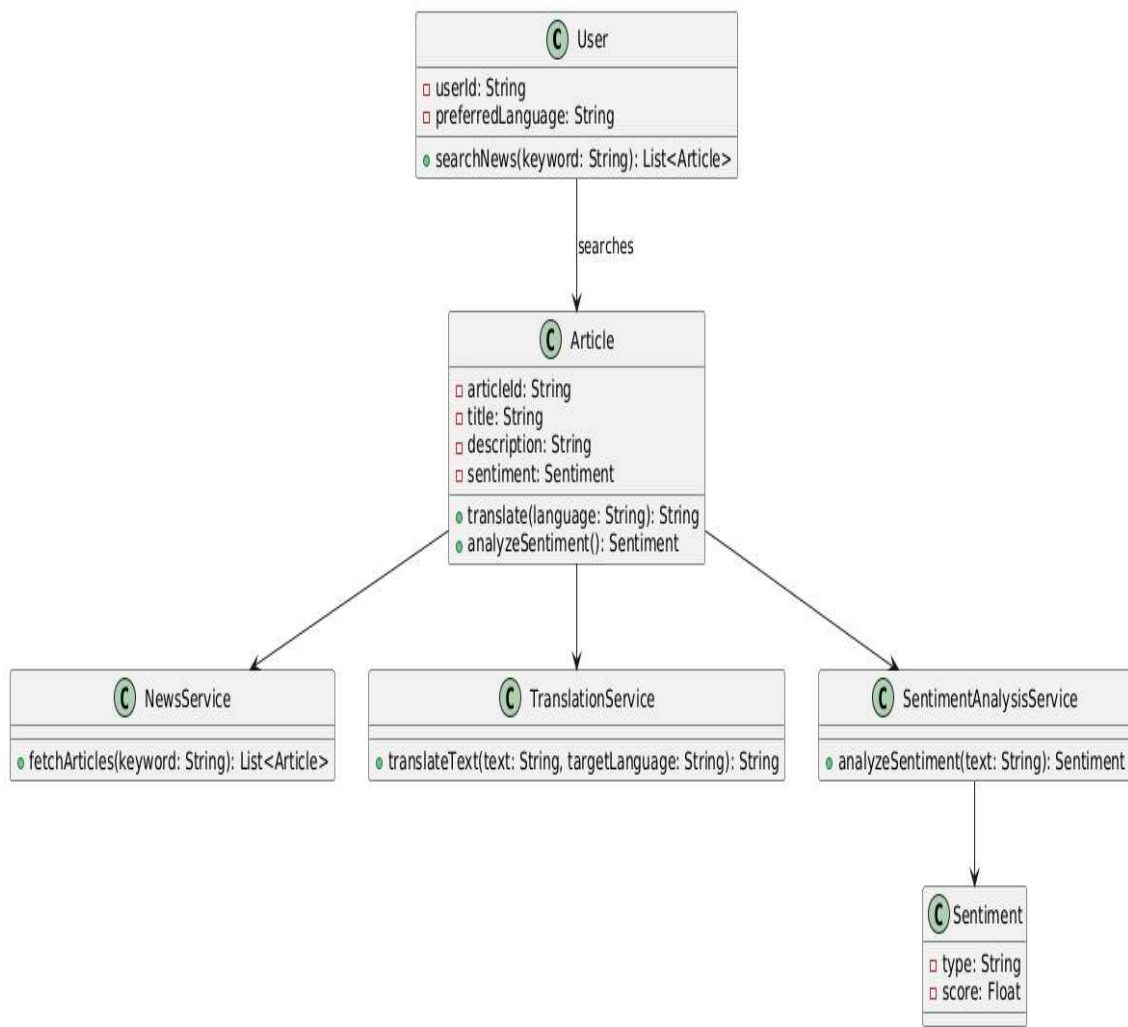 C User
userId: String
preferredLanguage: String
searchNews(keyword: String): List<Article>
searches
C Article
articleId: String
title: String
description: String
sentiment: Sentiment
translate(language: String): String
analyzeSentiment(): Sentiment
C NewsService
fetchArticles(keyword: String): List<Article>
C TranslationService
translateText(text: String, targetLanguage: String): String
C SentimentAnalysisService
analyzeSentiment(text: String): Sentiment
C Sentiment
type: String
score: Float